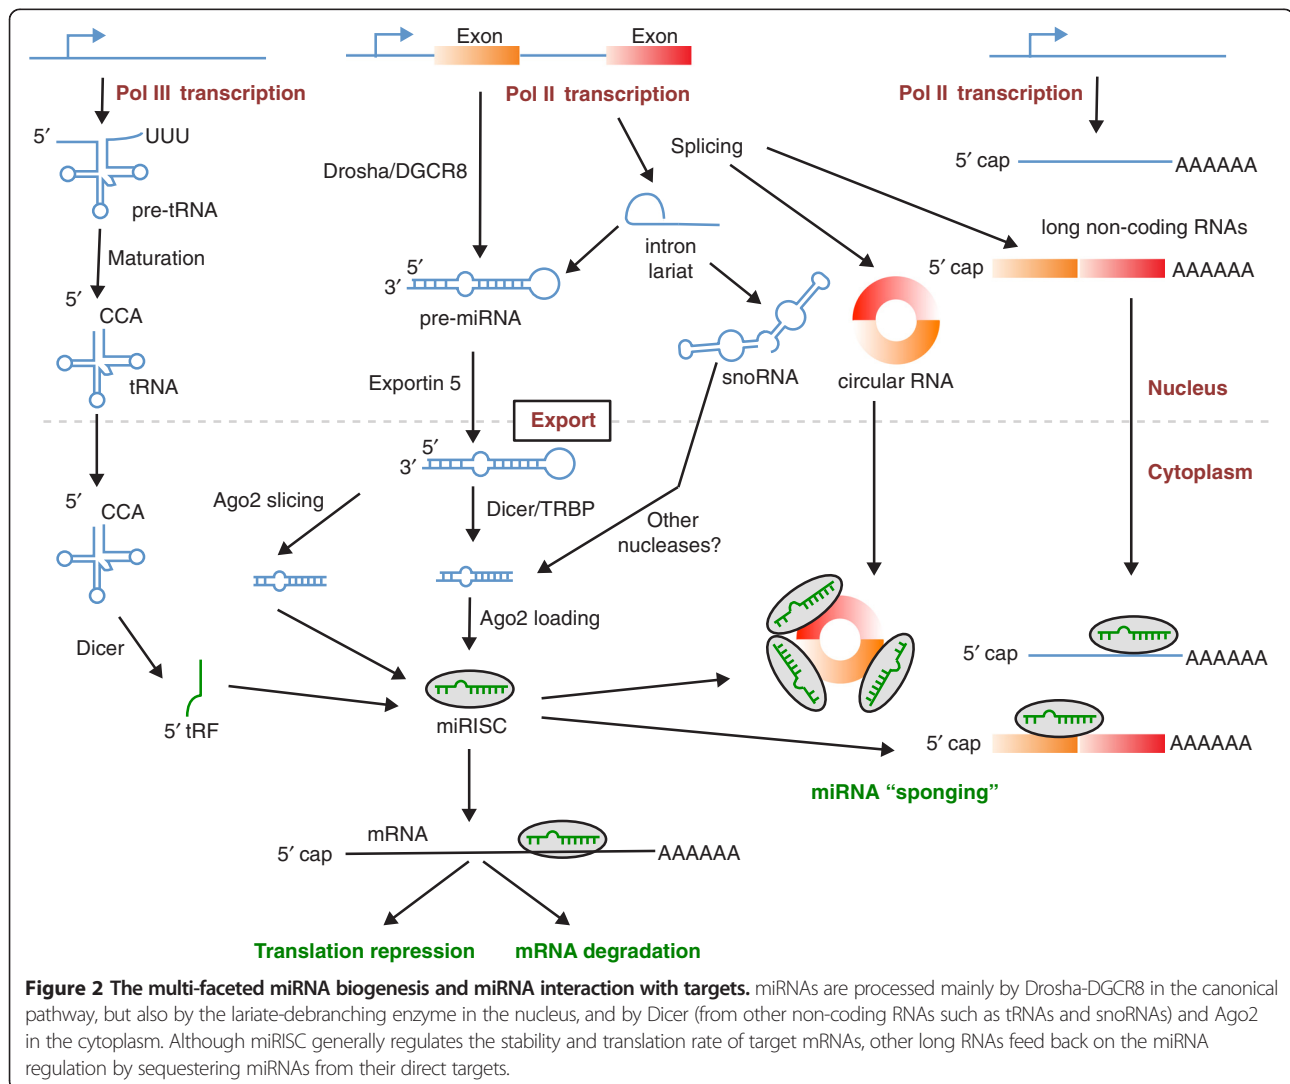 Exon
Exon
Pol III transcription
Pol II transcription
Pol II transcription
5′
UUU
pre-tRNA
Drosha/DGCR8
Splicing
5′ cap
AAAAAA
Maturation
intron
lariat
long non-coding RNAs
5′ cap
AAAAAA
5′
CCA
tRNA
5′
3′
pre-miRNA
snoRNA
circular RNA
Exportin 5
Export
Nucleus
Cytoplasm
5′
3′
5′
CCA
Ago2 slicing
Dicer/TRBP
Other
nucleases?
Dicer
Ago2 loading
5′ tRF
miRISC
5′ cap
AAAAAA
5′ cap
AAAAAA
miRNA “sponging”
mRNA
5′ cap
AAAAAA
Translation repression
mRNA degradation
Figure 2 The multi-faceted miRNA biogenesis and miRNA interaction with targets. miRNAs are processed mainly by Drosha-DGCR8 in the canonical
pathway, but also by the lariate-debranching enzyme in the nucleus, and by Dicer (from other non-coding RNAs such as tRNAs and snoRNAs) and Ago2
in the cytoplasm. Although miRISC generally regulates the stability and translation rate of target mRNAs, other long RNAs feed back on the miRNA
regulation by sequestering miRNAs from their direct targets.